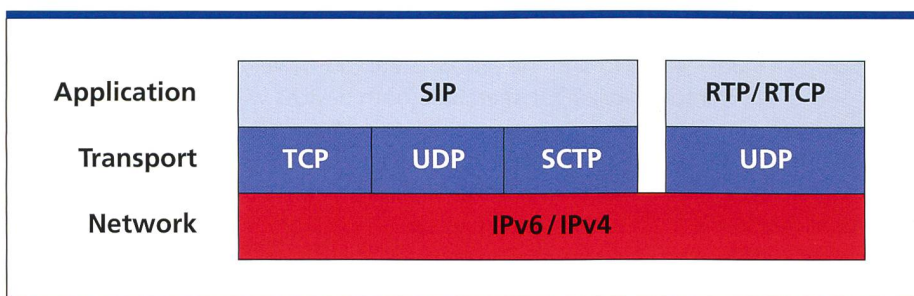 Application SIP RTP/RTCP
Transport TCP UDP SCTP UDP
Network IPv6/IPv4